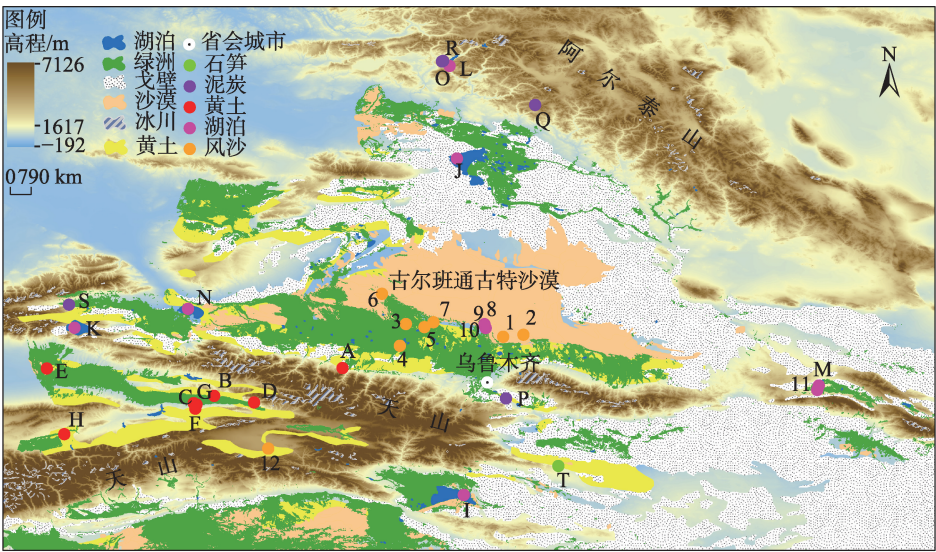 图例
高程/m
7126
1617
-192
0790 km
湖泊
绿洲
戈壁
沙漠
冰川
黄土
省会城市
石笋
泥炭
黄土
湖泊
风沙
阿尔泰山
N
R
O
L
Q
J
古尔班通古特沙漠
6
S
N
K
3
7
5
9
8
10
1
2
4
乌鲁木齐
A
E
B
C
G
D
F
P
M
11
天山
H
12
天山
T
I